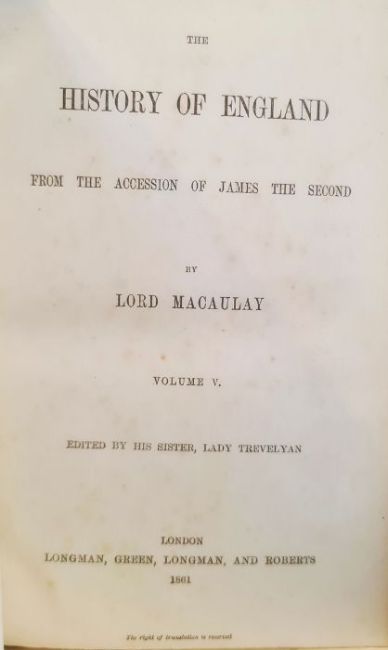 THE
HISTORY OF ENGLAND
FROM THE ACCESSION OF JAMES THE SECOND
BY
LORD MACAULAY
VOLUME V.
EDITED BY HIS SISTER, LADY TREVELYAN
LONDON
LONGMAN, GREEN, LONGMAN, AND ROBERTS
1861
The right of translation is reserved